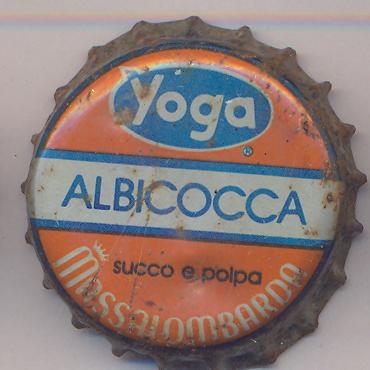 Yoga
®
ALBICOCCA
succo e polpa
MASSALOMBARDA